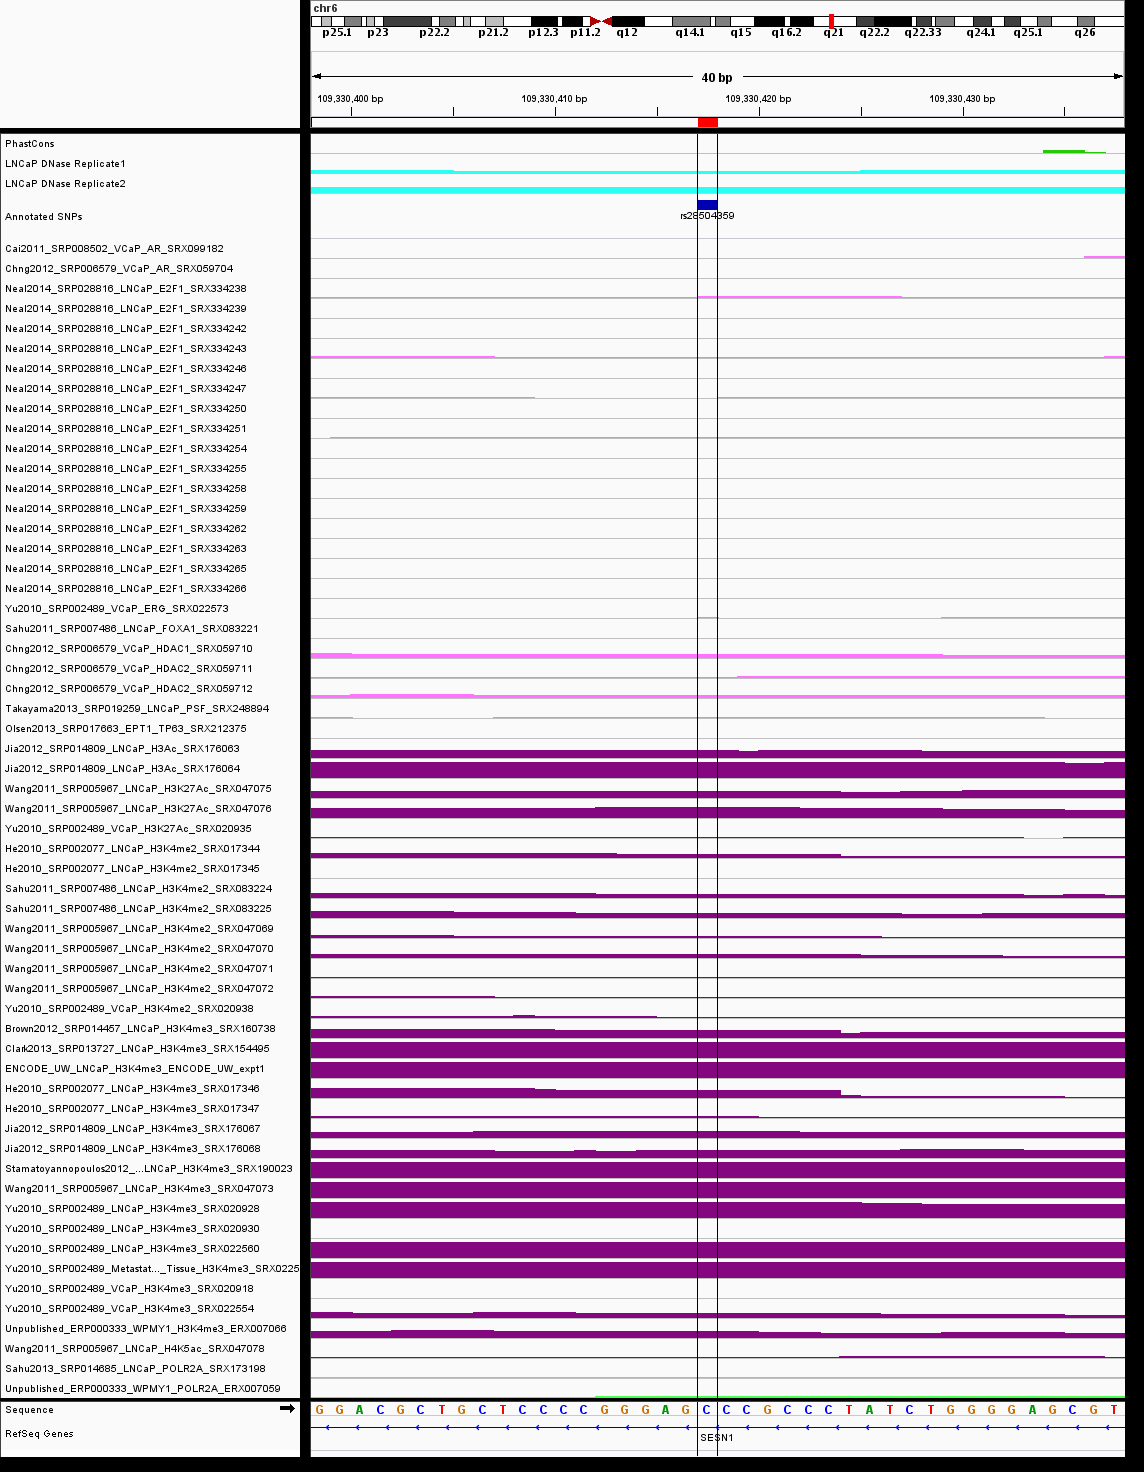 chr6
p25.1 p23 p22.2 p21.2 p12.3 p11.2 q12 q14.1 q15 q16.2 q21 q22.2 q22.33 q24.1 q25.1 q26
40 bp
109,330,400 bp 109,330,410 bp 109,330,420 bp 109,330,430 bp
PhastCons
LNCaP DNase Replicate1
LNCaP DNase Replicate2
Annotated SNPs
rs28504359
Cai2011_SRP008502_VCaP_AR_SRX099182
Chng2012_SRP006579_VCaP_AR_SRX059704
Neal2014_SRP028816_LNCaP_E2F1_SRX334238
Neal2014_SRP028816_LNCaP_E2F1_SRX334239
Neal2014_SRP028816_LNCaP_E2F1_SRX334242
Neal2014_SRP028816_LNCaP_E2F1_SRX334243
Neal2014_SRP028816_LNCaP_E2F1_SRX334246
Neal2014_SRP028816_LNCaP_E2F1_SRX334247
Neal2014_SRP028816_LNCaP_E2F1_SRX334250
Neal2014_SRP028816_LNCaP_E2F1_SRX334251
Neal2014_SRP028816_LNCaP_E2F1_SRX334254
Neal2014_SRP028816_LNCaP_E2F1_SRX334255
Neal2014_SRP028816_LNCaP_E2F1_SRX334258
Neal2014_SRP028816_LNCaP_E2F1_SRX334259
Neal2014_SRP028816_LNCaP_E2F1_SRX334262
Neal2014_SRP028816_LNCaP_E2F1_SRX334263
Neal2014_SRP028816_LNCaP_E2F1_SRX334265
Neal2014_SRP028816_LNCaP_E2F1_SRX334266
Yu2010_SRP002489_VCaP_ERG_SRX022573
Sahu2011_SRP007486_LNCaP_FOXA1_SRX083221
Chng2012_SRP006579_VCaP_HDAC1_SRX059710
Chng2012_SRP006579_VCaP_HDAC2_SRX059711
Chng2012_SRP006579_VCaP_HDAC2_SRX059712
Takayama2013_SRP019259_LNCaP_PSF_SRX248894
Olsen2013_SRP017663_EPT1_TP63_SRX212375
Jia2012_SRP014809_LNCaP_H3Ac_SRX176063
Jia2012_SRP014809_LNCaP_H3Ac_SRX176064
Wang2011_SRP005967_LNCaP_H3K27Ac_SRX047075
Wang2011_SRP005967_LNCaP_H3K27Ac_SRX047076
Yu2010_SRP002489_VCaP_H3K27Ac_SRX020935
He2010_SRP002077_LNCaP_H3K4me2_SRX017344
He2010_SRP002077_LNCaP_H3K4me2_SRX017345
Sahu2011_SRP007486_LNCaP_H3K4me2_SRX083224
Sahu2011_SRP007486_LNCaP_H3K4me2_SRX083225
Wang2011_SRP005967_LNCaP_H3K4me2_SRX047069
Wang2011_SRP005967_LNCaP_H3K4me2_SRX047070
Wang2011_SRP005967_LNCaP_H3K4me2_SRX047071
Wang2011_SRP005967_LNCaP_H3K4me2_SRX047072
Yu2010_SRP002489_VCaP_H3K4me2_SRX020938
Brown2012_SRP014457_LNCaP_H3K4me3_SRX160738
Clark2013_SRP013727_LNCaP_H3K4me3_SRX154495
ENCODE_UW_LNCaP_H3K4me3_ENCODE_UW_expt1
He2010_SRP002077_LNCaP_H3K4me3_SRX017346
He2010_SRP002077_LNCaP_H3K4me3_SRX017347
Jia2012_SRP014809_LNCaP_H3K4me3_SRX176067
Jia2012_SRP014809_LNCaP_H3K4me3_SRX176068
Stamatoyannopoulos2012_..._LNCaP_H3K4me3_SRX190023
Wang2011_SRP005967_LNCaP_H3K4me3_SRX047073
Yu2010_SRP002489_LNCaP_H3K4me3_SRX020928
Yu2010_SRP002489_LNCaP_H3K4me3_SRX020930
Yu2010_SRP002489_LNCaP_H3K4me3_SRX022560
Yu2010_SRP002489_Metastat..._Tissue_H3K4me3_SRX0225
Yu2010_SRP002489_VCaP_H3K4me3_SRX020918
Yu2010_SRP002489_VCaP_H3K4me3_SRX022554
Unpublished_ERP000333_WPMY1_H3K4me3_ERX007066
Wang2011_SRP005967_LNCaP_H4K5ac_SRX047078
Sahu2013_SRP014685_LNCaP_POLR2A_SRX173198
Unpublished_ERP000333_WPMY1_POLR2A_ERX007059
Sequence G G A C G C T G C T C C C C G G G A G C C C G C C C T A T C T G G G G A G C G T
RefSeq Genes
SESN1